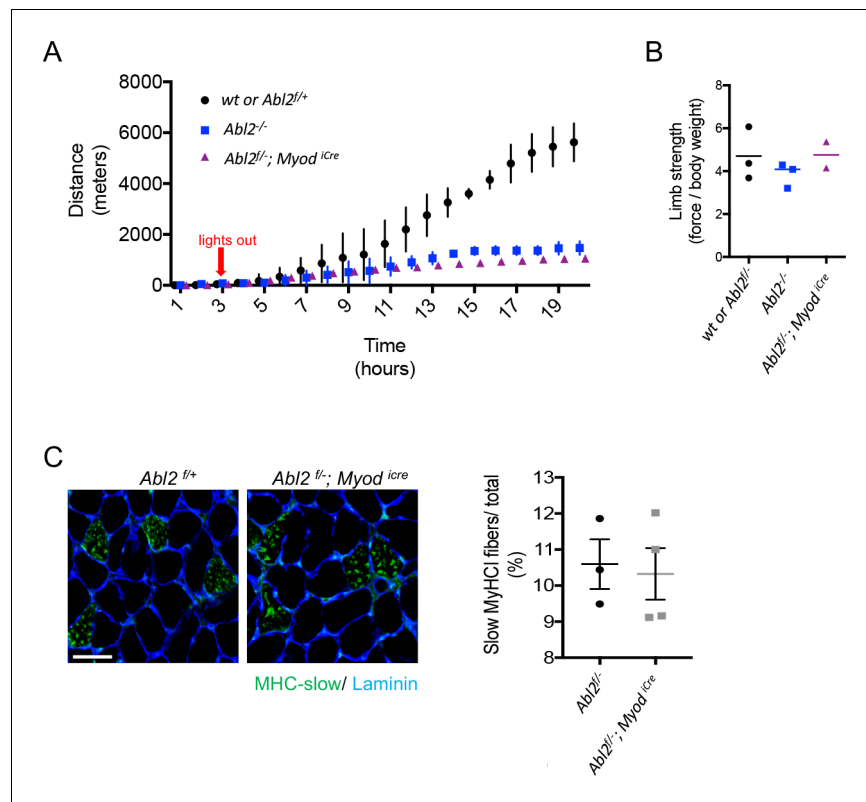 A
8000
6000
4000
2000
0
Distance
(meters)
wt or Abl2f/+
Abl2-/-
Abl2f/-; Myod iCre
lights out
1
3
5
7
9
11
13
15
17
19
Time
(hours)
B
8
6
4
2
0
Limb strength
(force / body weight)
wt or Abl2f/-
Abl2-/-
Abl2f/-; Myod iCre
C
Abl2 f/+
Abl2 f/-; Myod icre
MHC-slow/ Laminin
13
12
11
10
9
8
Slow MyHCI fibers/ total
(%)
Abl2f/-
Abl2f/-; Myod iCre